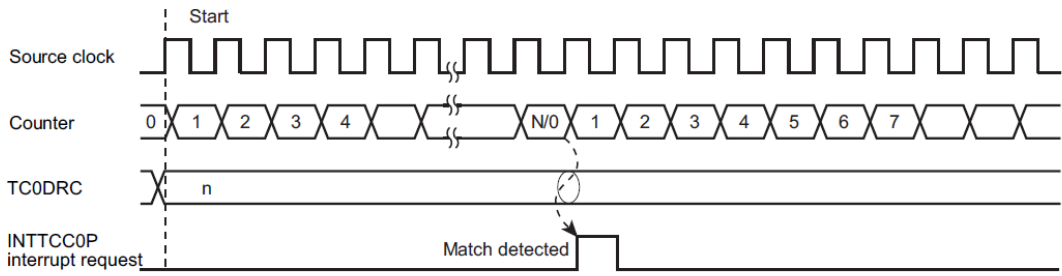 Start
Source clock
Counter 0 1 2 3 4 N/0 1 2 3 4 5 6 7
TC0DRC n
INTTCC0P
interrupt request Match detected